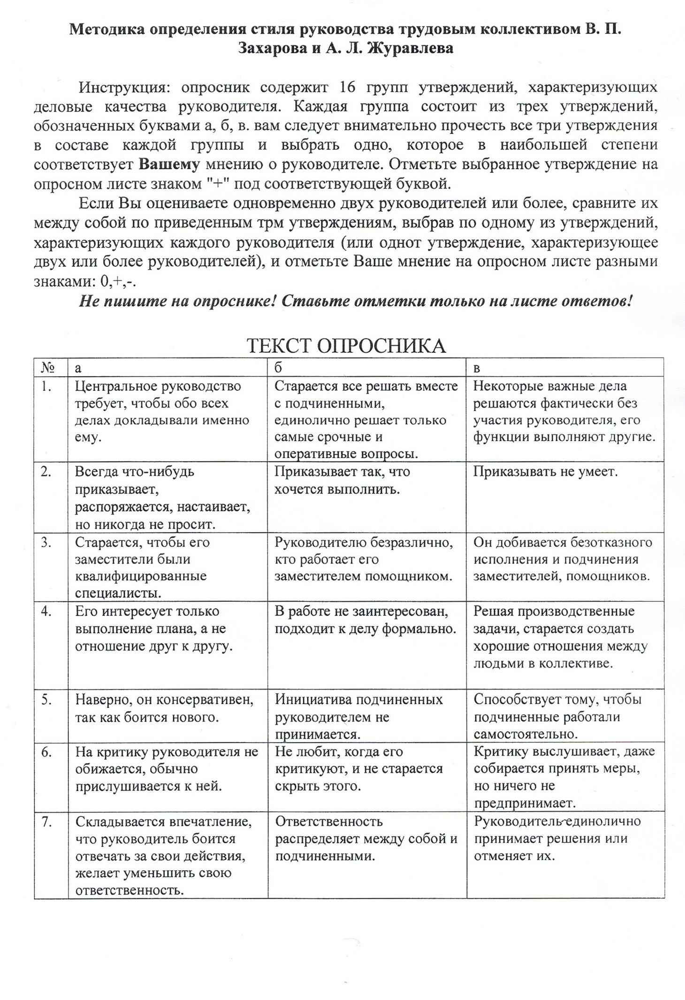 Методика определения стиля руководства трудовым коллективом В. П.
Захарова и А. Л. Журавлева
Инструкция: опросник содержит 16 групп утверждений, характеризующих
деловые качества руководителя. Каждая группа состоит из трех утверждений,
обозначенных буквами а, б, в. вам следует внимательно прочесть все три утверждения
в составе каждой группы и выбрать одно, которое в наибольшей степени
соответствует Вашему мнению о руководителе. Отметьте выбранное утверждение на
опросном листе знаком "+" под соответствующей буквой.
Если Вы оцениваете одновременно двух руководителей или более, сравните их
между собой по приведенным трм утверждениям, выбрав по одному из утверждений,
характеризующих каждого руководителя (или однот утверждение, характеризующее
двух или более руководителей), и отметьте Ваше мнение на опросном листе разными
знаками: 0,+,-.
Не пишите на опроснике! Ставьте отметки только на листе ответов!
ТЕКСТ ОПРОСНИКА
№
а
б
в
1.
Центральное руководство
требует, чтобы обо всех
делах докладывали именно
ему.
Старается все решать вместе
с подчиненными,
единолично решает только
самые срочные и
оперативные вопросы.
Некоторые важные дела
решаются фактически без
участия руководителя, его
функции выполняют другие.
2.
Всегда что-нибудь
приказывает,
распоряжается, настаивает,
но никогда не просит.
Приказывает так, что
хочется выполнить.
Приказывать не умеет.
3.
Старается, чтобы его
заместители были
квалифицированные
специалисты.
Руководителю безразлично,
кто работает его
заместителем помощником.
Он добивается безотказного
исполнения и подчинения
заместителей, помощников.
4.
Его интересует только
выполнение плана, а не
отношение друг к другу.
В работе не заинтересован,
подходит к делу формально.
Решая производственные
задачи, старается создать
хорошие отношения между
людьми в коллективе.
5.
Наверно, он консервативен,
так как боится нового.
Инициатива подчиненных
руководителем не
принимается.
Способствует тому, чтобы
подчиненные работали
самостоятельно.
6.
На критику руководителя не
обижается, обычно
прислушивается к ней.
Не любит, когда его
критикуют, и не старается
скрыть этого.
Критику выслушивает, даже
собирается принять меры,
но ничего не
предпринимает.
7.
Складывается впечатление,
что руководитель боится
отвечать за свои действия,
желает уменьшить свою
ответственность.
Ответственность
распределяет между собой и
подчиненными.
Руководитель единолично
принимает решения или
отменяет их.